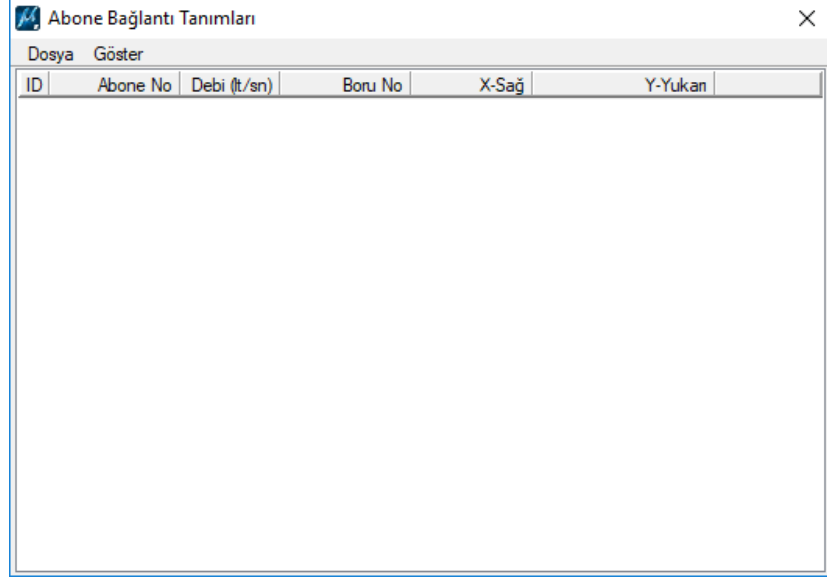 Abone Bağlantı Tanımları
Dosya Göster
ID Abone No Debi (lt/sn) Boru No X-Sağ Y-Yukarı